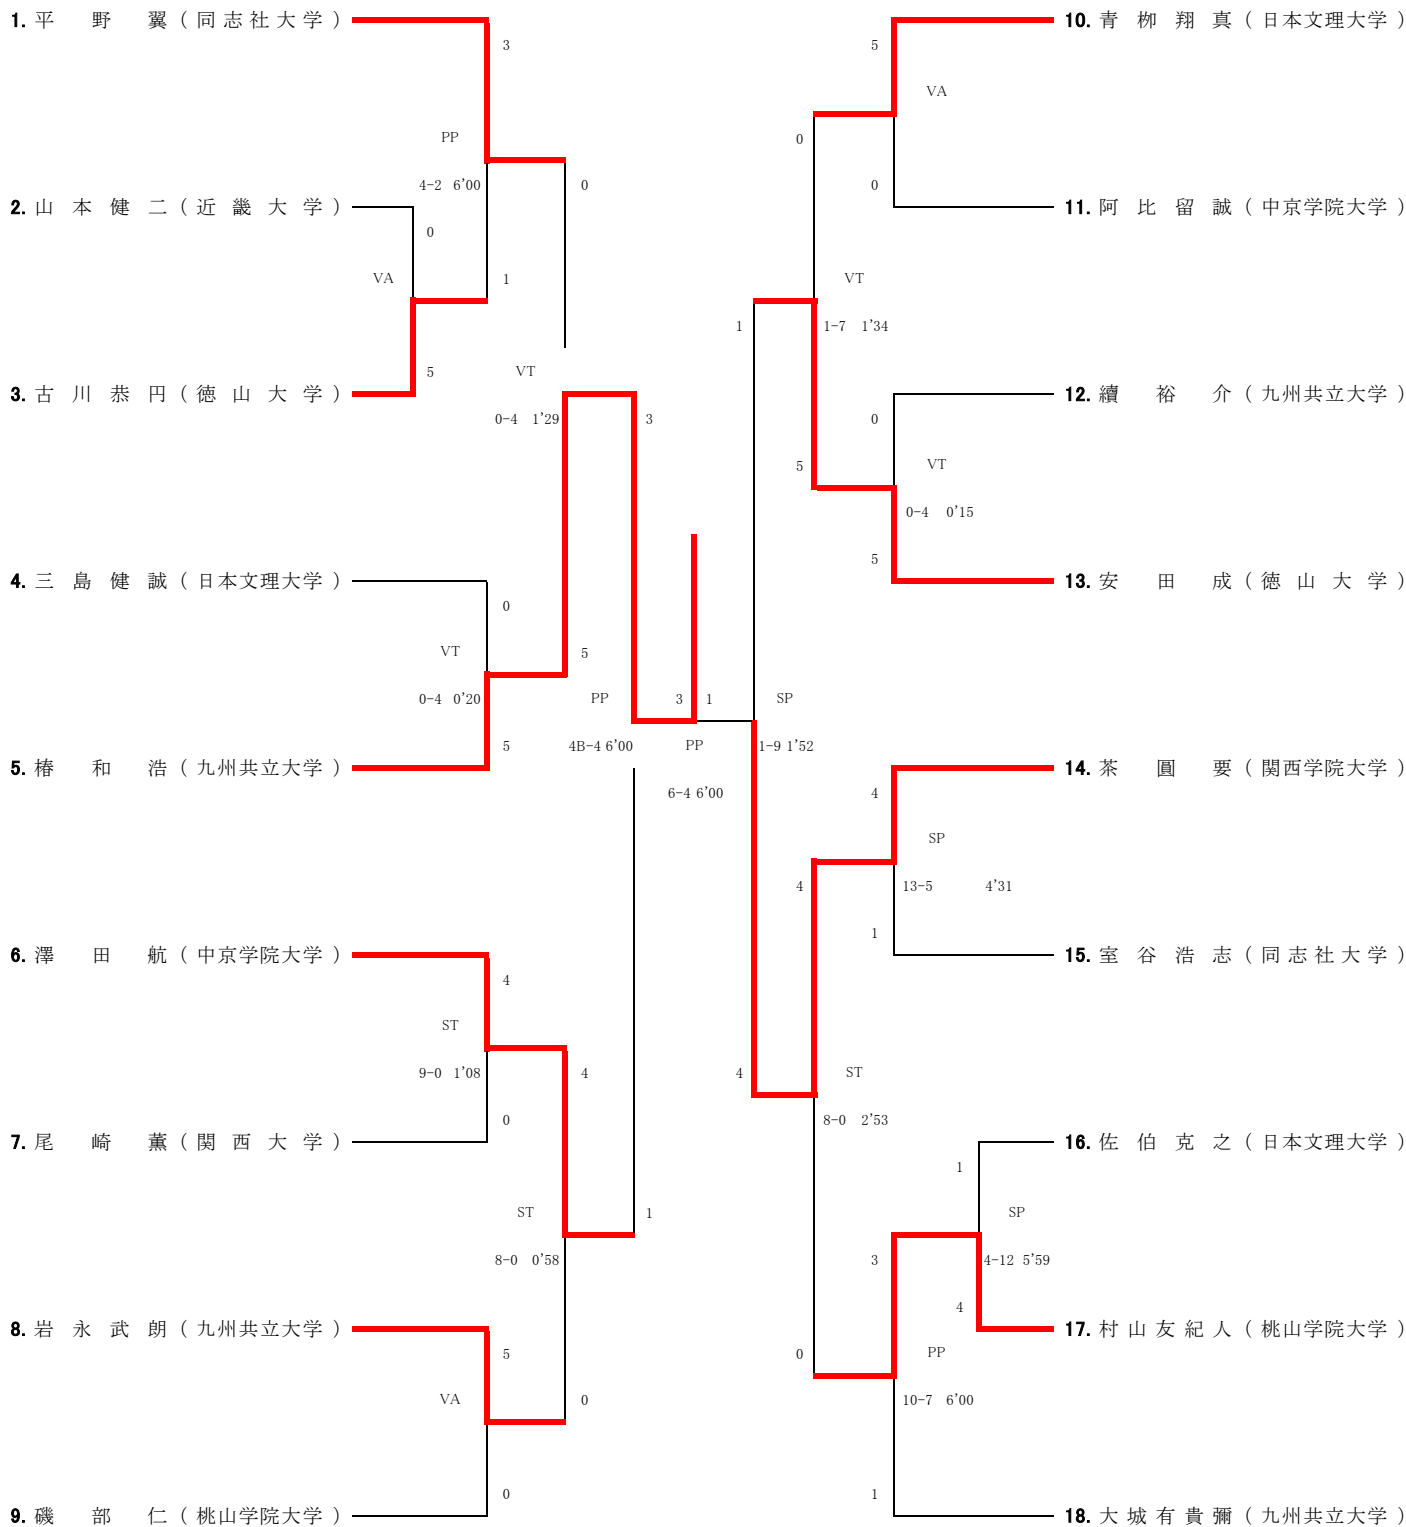 1. 平野翼 (同志社大学)
3
PP
4-2 6'00
0
2. 山本健二 (近畿大学)
0
VA
1
5
3. 古川恭円 (徳山大学)
VT
0-4 1'29
3
4. 三島健誠 (日本文理大学)
0
VT
5
0-4 0'20
5
5. 椿和浩 (九州共立大学)
PP
4B-4 6'00
3 1
PP
6-4 6'00
6. 澤田航 (中京学院大学)
4
ST
9-0 1'08
4
0
7. 尾崎薫 (関西大学)
ST
8-0 0'58
1
8. 岩永武朗 (九州共立大学)
5
VA
0
0
9. 磯部仁 (桃山学院大学)
10. 青栁翔真 (日本文理大学)
5
VA
0
0
11. 阿比留誠 (中京学院大学)
VT
1-7 1'34
1
12. 續裕介 (九州共立大学)
0
VT
5
0-4 0'15
5
13. 安田成 (徳山大学)
SP
1-9 1'52
14. 茶圓要 (関西学院大学)
4
SP
4
13-5 4'31
1
15. 室谷浩志 (同志社大学)
4
ST
8-0 2'53
16. 佐伯克之 (日本文理大学)
1
SP
3
4-12 5'59
4
17. 村山友紀人 (桃山学院大学)
0
PP
10-7 6'00
1
18. 大城有貴彌 (九州共立大学)